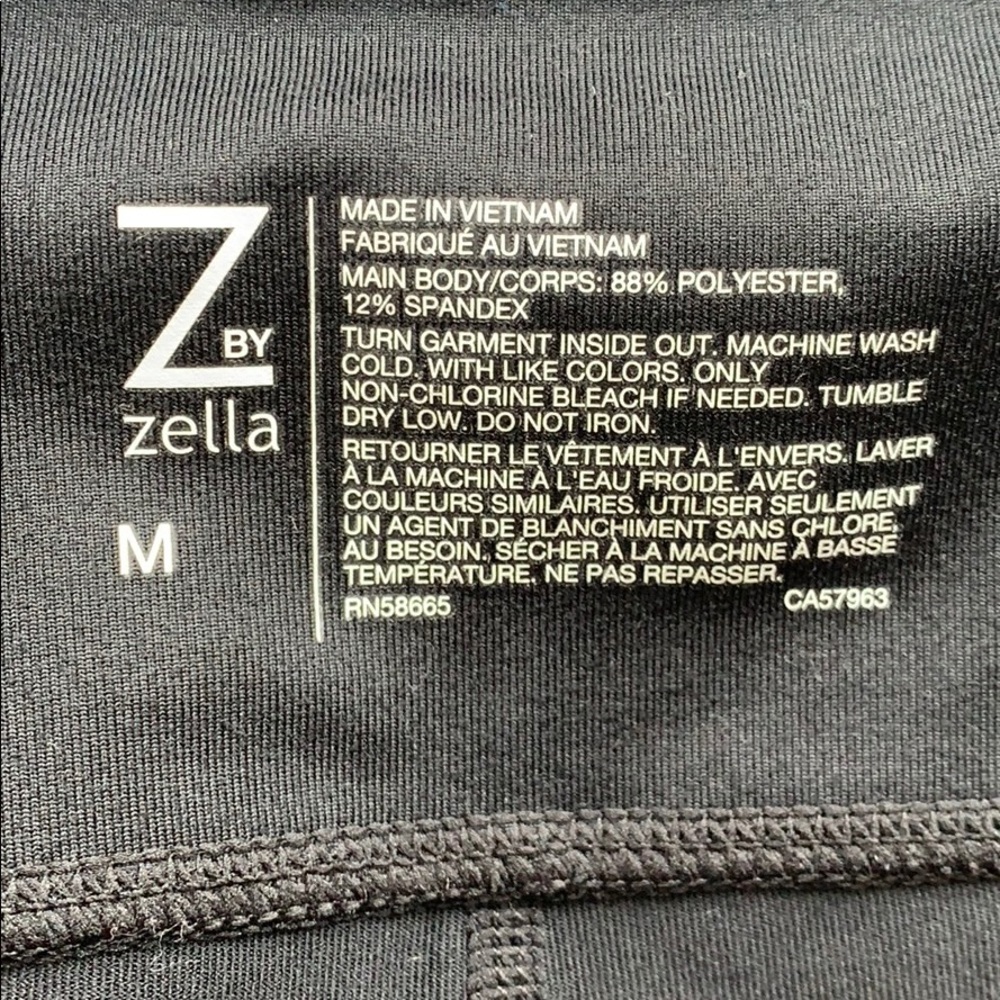 Z BY
zella
M
MADE IN VIETNAM
FABRIQUÉ AU VIETNAM
MAIN BODY/CORPS: 88% POLYESTER,
12% SPANDEX
TURN GARMENT INSIDE OUT. MACHINE WASH
COLD. WITH LIKE COLORS. ONLY
NON-CHLORINE BLEACH IF NEEDED. TUMBLE
DRY LOW. DO NOT IRON.
RETOURNER LE VÊTEMENT À L'ENVERS. LAVER
À LA MACHINE À L'EAU FROIDE. AVEC
COULEURS SIMILAIRES. UTILISER SEULEMENT
UN AGENT DE BLANCHIMENT SANS CHLORE,
AU BESOIN. SÉCHER À LA MACHINE À BASSE
TEMPÉRATURE. NE PAS REPASSER.
RN58665 CA57963